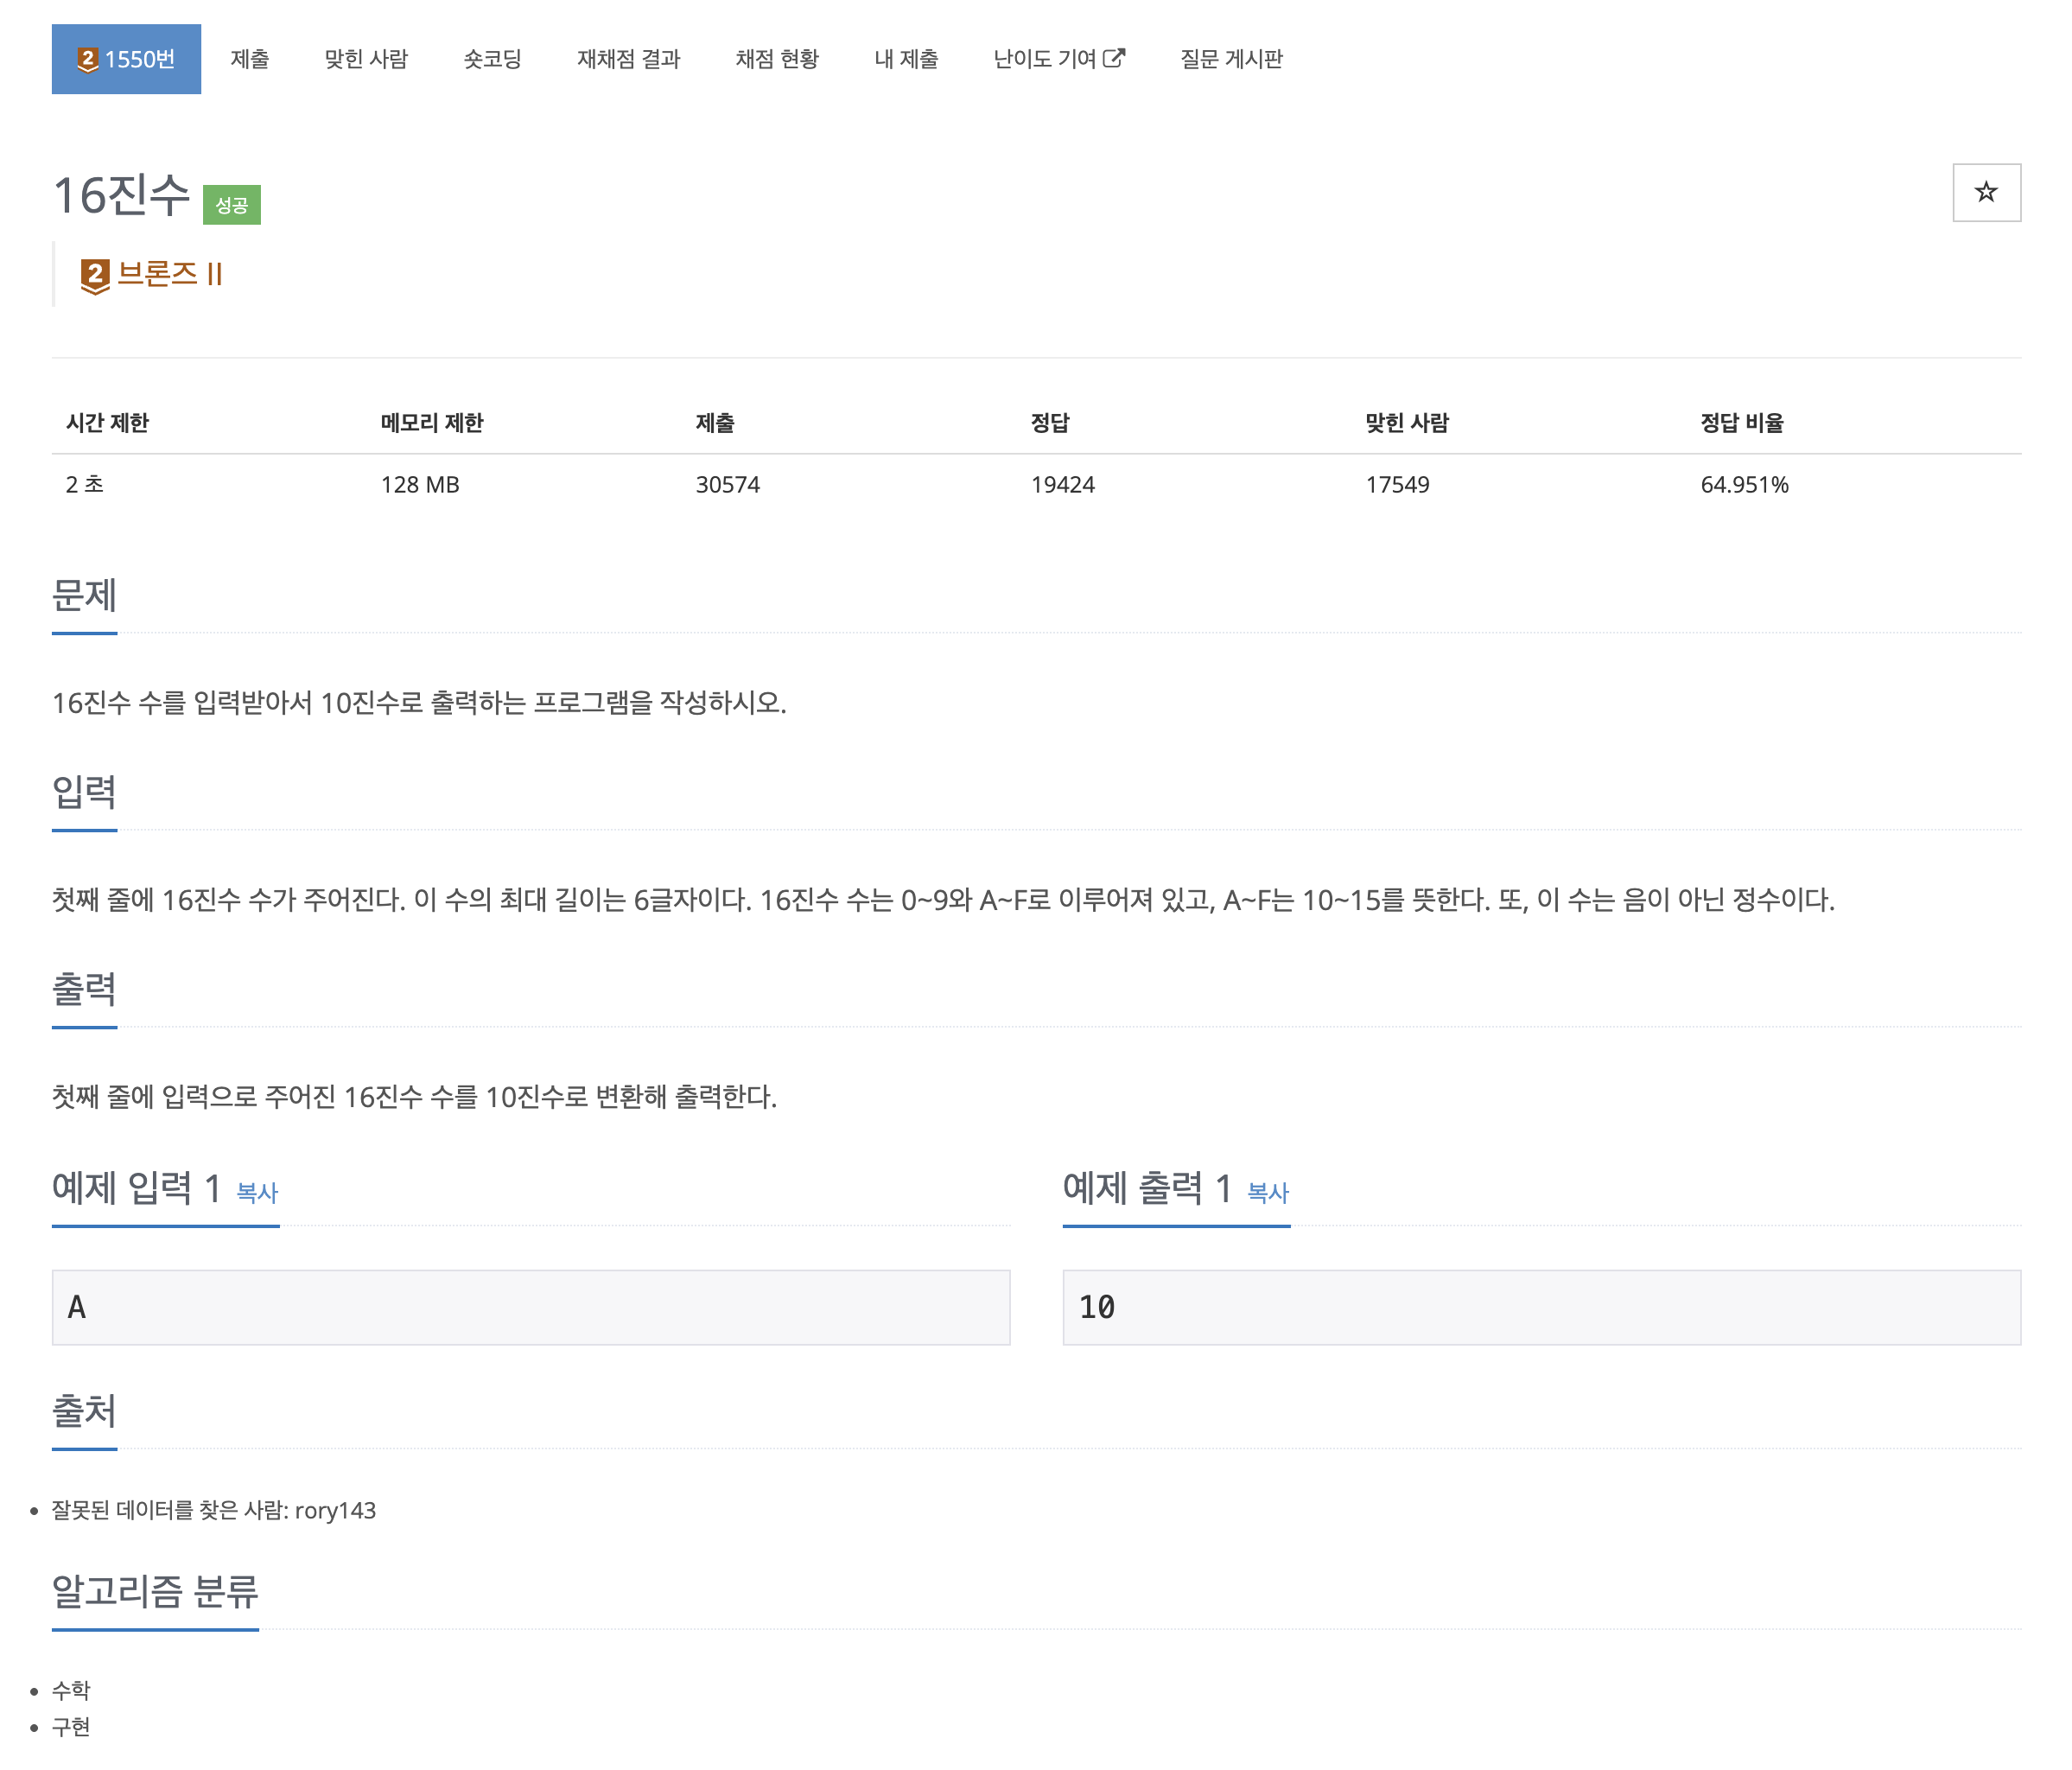 2 1550번 제출 맞힌 사람 숏코딩 재채점 결과 채점 현황 내 제출 난이도 기여 질문 게시판
16진수 성공
2 브론즈 II
시간 제한 메모리 제한 제출 정답 맞힌 사람 정답 비율
2 초 128 MB 30574 19424 17549 64.951%
문제
16진수 수를 입력받아서 10진수로 출력하는 프로그램을 작성하시오.
입력
첫째 줄에 16진수 수가 주어진다. 이 수의 최대 길이는 6글자이다. 16진수 수는 0~9와 A~F로 이루어져 있고, A~F는 10~15를 뜻한다. 또, 이 수는 음이 아닌 정수이다.
출력
첫째 줄에 입력으로 주어진 16진수 수를 10진수로 변환해 출력한다.
예제 입력 1 복사 예제 출력 1 복사
A 10
출처
잘못된 데이터를 찾은 사람: rory143
알고리즘 분류
수학
구현